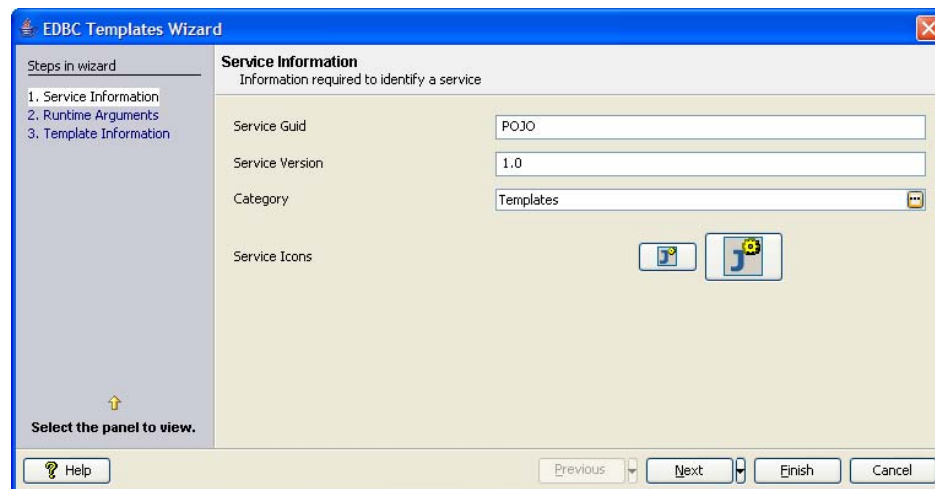 EDBC Templates Wizard
Steps in wizard
1. Service Information
2. Runtime Arguments
3. Template Information
Select the panel to view.
Service Information
Information required to identify a service
Service Guid
POJO
Service Version
1.0
Category
Templates
...
Service Icons
J
J
? Help
Previous
Next
Finish
Cancel